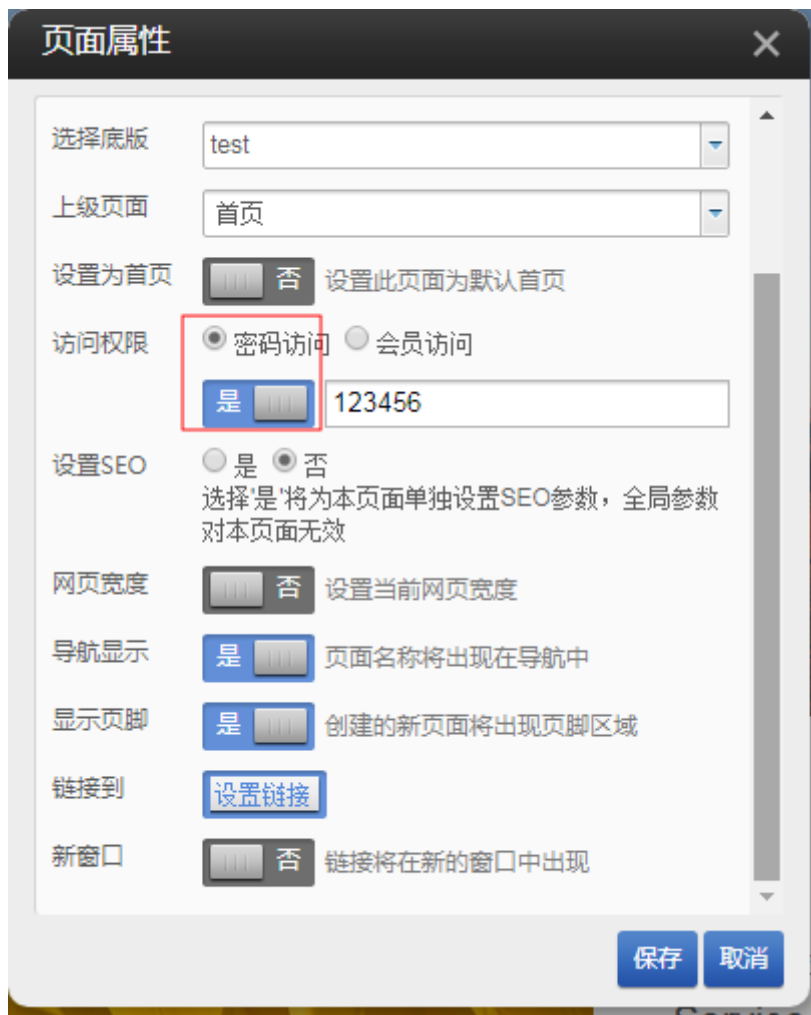 页面属性
选择底版 test
上级页面 首页
设置为首页 否 设置此页面为默认首页
访问权限 密码访问 会员访问
是 123456
设置SEO 是 否
选择'是'将为本页面单独设置SEO参数，全局参数
对本页面无效
网页宽度 否 设置当前网页宽度
导航显示 是 页面名称将出现在导航中
显示页脚 是 创建的新页面将出现页脚区域
链接到 设置链接
新窗口 否 链接将在新的窗口中出现
保存 取消